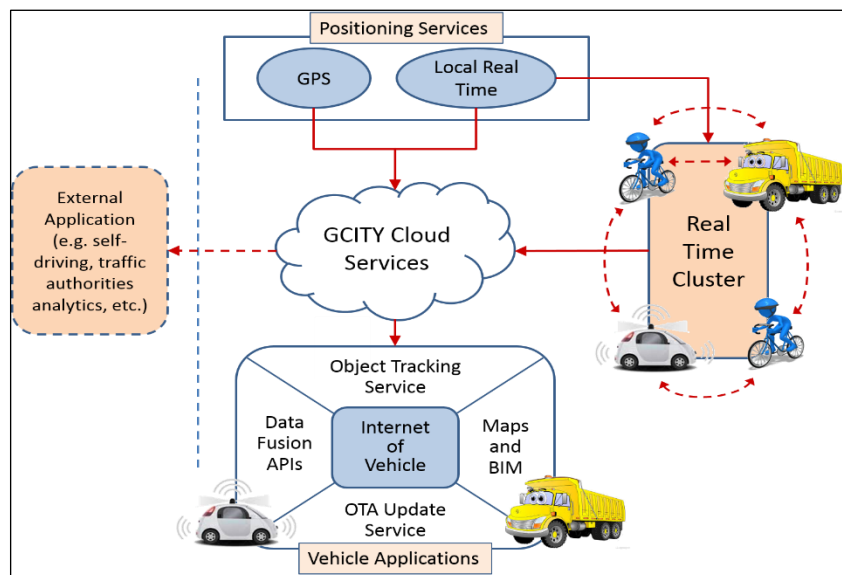 Positioning Services
GPS
Local Real
Time
External
Application
(e.g. self-
driving, traffic
authorities
analytics, etc.)
GCITY Cloud
Services
Real
Time
Cluster
Object Tracking
Service
Data
Fusion
APIs
Internet
of
Vehicle
Maps
and
BIM
OTA Update
Service
Vehicle Applications